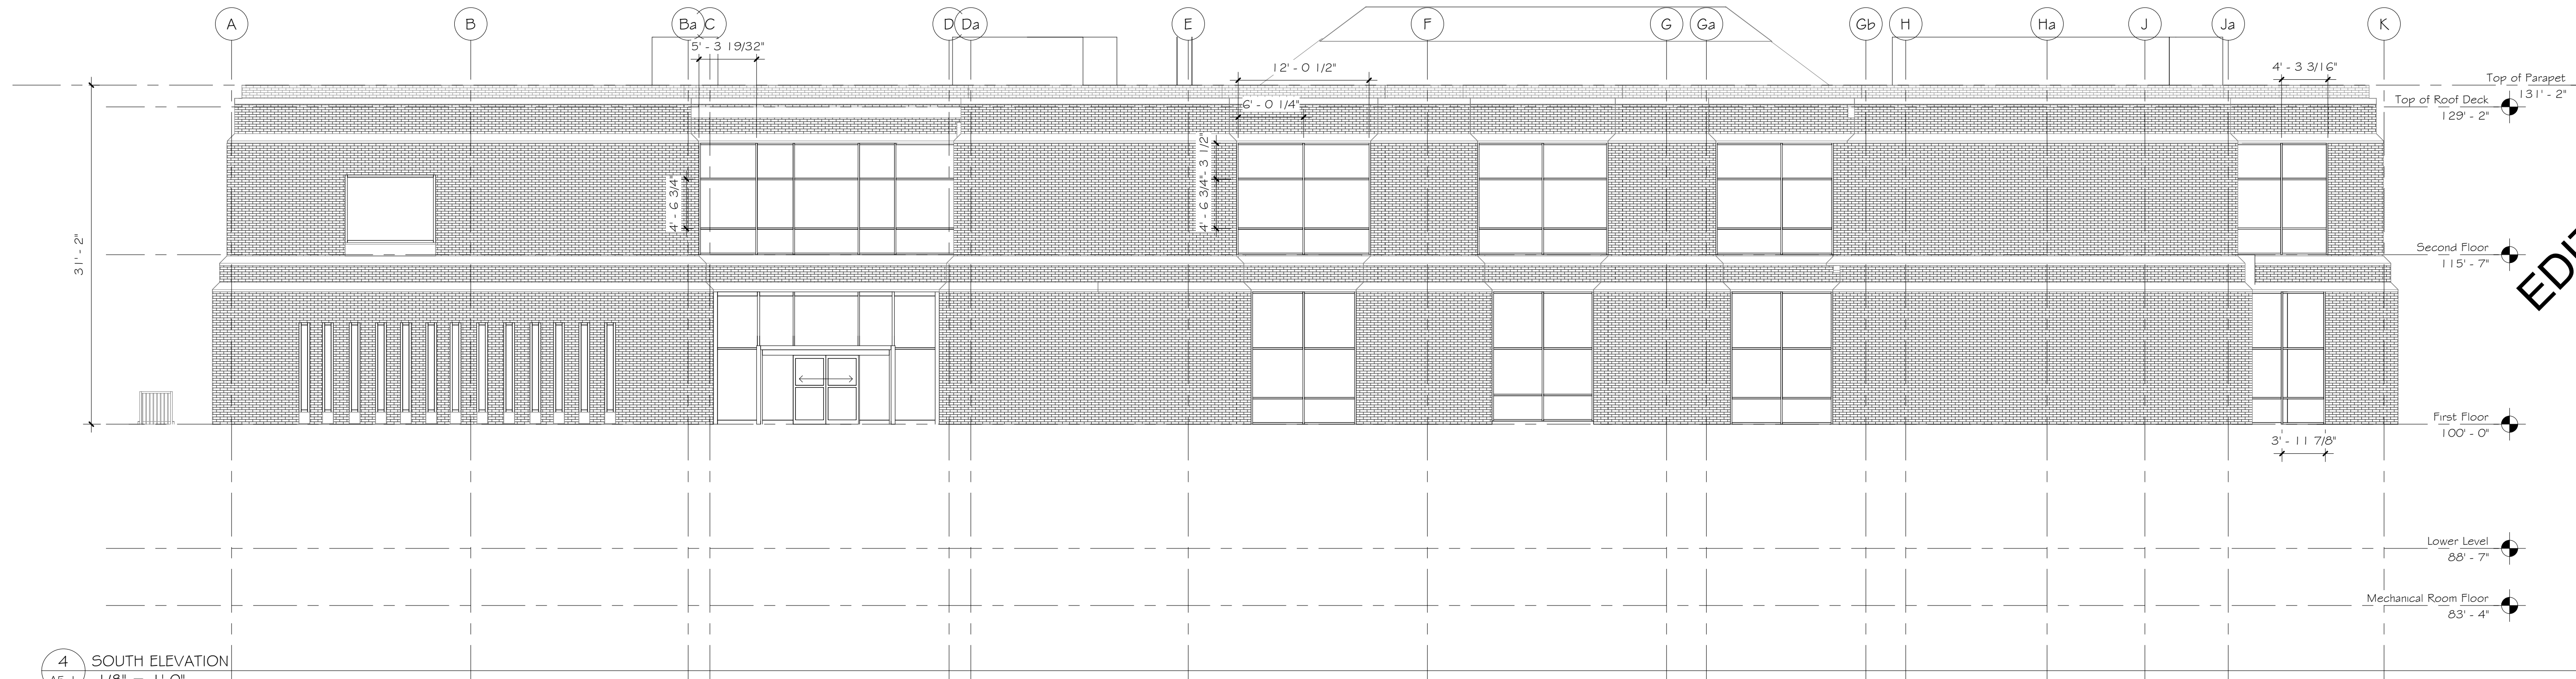 A B Ba C D Da E F G Ga Gb H Ha J Ja K
5' - 3 19/32"
12' - 0 1/2"
4' - 3 3/16"
6' - 0 1/4"
Top of Parapet
131' - 2"
Top of Roof Deck
129' - 2"
4' - 6 3/4"
4' - 6 3/4"
- 3 1/2"
31' - 2"
Second Floor
115' - 7"
First Floor
100' - 0"
3' - 11 7/8"
Lower Level
88' - 7"
Mechanical Room Floor
83' - 4"
4 SOUTH ELEVATION